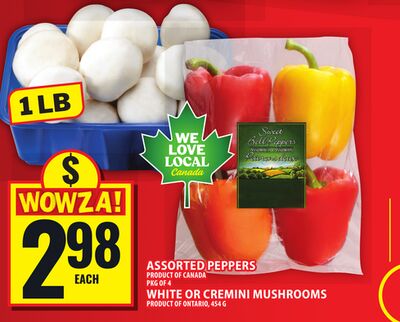 1 LB
WE
LOVE
LOCAL
Canada
Sweet
Bell Peppers
$
WOWZA!
2 98
EACH
ASSORTED PEPPERS
PRODUCT OF CANADA
PKG OF 4
WHITE OR CREMINI MUSHROOMS
PRODUCT OF ONTARIO, 454 G